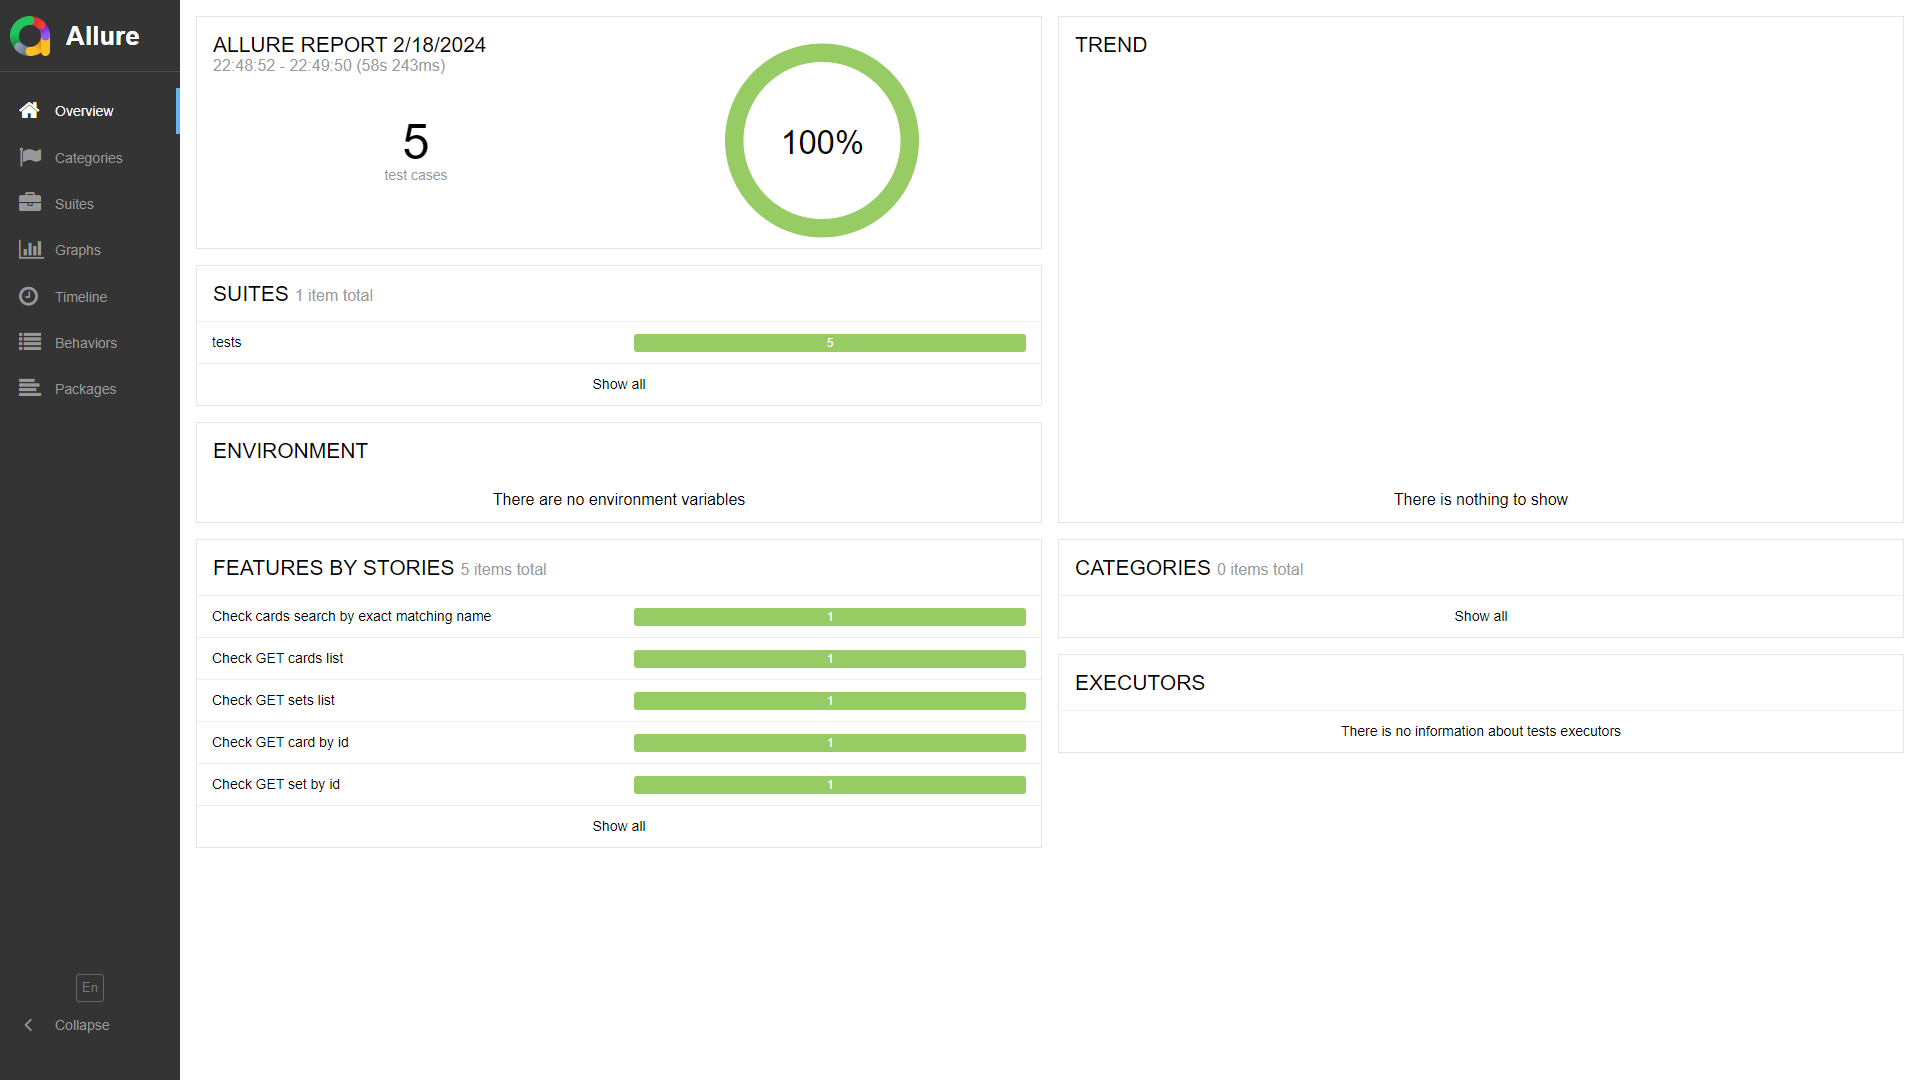 Allure
Overview
Categories
Suites
Graphs
Timeline
Behaviors
Packages
En
Collapse
ALLURE REPORT 2/18/2024
22:48:52 - 22:49:50 (58s 243ms)
5
test cases
100%
SUITES 1 item total
tests 5
Show all
ENVIRONMENT
There are no environment variables
FEATURES BY STORIES 5 items total
Check cards search by exact matching name 1
Check GET cards list 1
Check GET sets list 1
Check GET card by id 1
Check GET set by id 1
Show all
TREND
There is nothing to show
CATEGORIES 0 items total
Show all
EXECUTORS
There is no information about tests executors